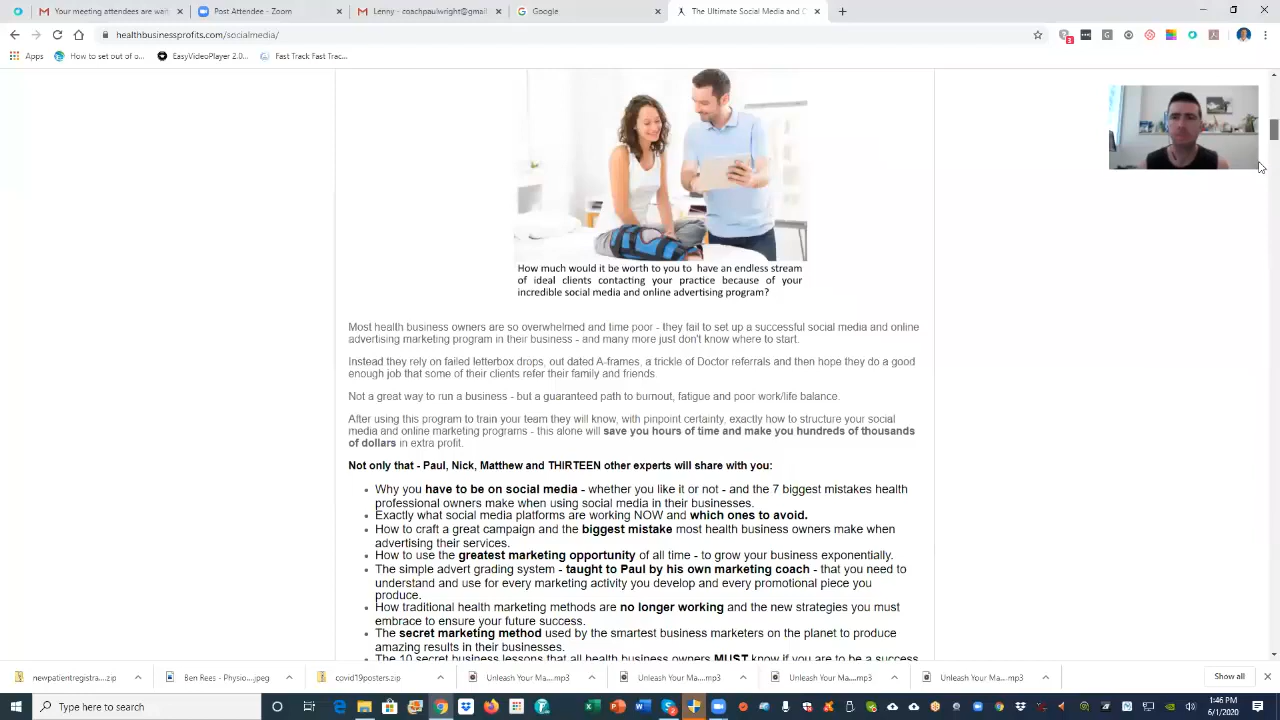 Your meeting attendees are wai
Post Attendee - Zoom
Lenny - coachpaulwright@gmail
Google
The Ultimate Social Media and O
healthbusinessprofits.com/socialmedia/
3
Apps
How to set out of o...
EasyVideoPlayer 2.0...
Fast Track Fast Trac...
How much would it be worth to you to have an endless stream
of ideal clients contacting your practice because of your
incredible social media and online advertising program?
Most health business owners are so overwhelmed and time poor - they fail to set up a successful social media and online
advertising marketing program in their business - and many more just don't know where to start.
Instead they rely on failed letterbox drops, out dated A-frames, a trickle of Doctor referrals and then hope they do a good
enough job that some of their clients refer their family and friends.
Not a great way to run a business - but a guaranteed path to burnout, fatigue and poor work/life balance.
After using this program to train your team they will know, with pinpoint certainty, exactly how to structure your social
media and online marketing programs - this alone will save you hours of time and make you hundreds of thousands
of dollars in extra profit.
Not only that - Paul, Nick, Matthew and THIRTEEN other experts will share with you:
Why you have to be on social media - whether you like it or not - and the 7 biggest mistakes health
professional owners make when using social media in their businesses.
Exactly what social media platforms are working NOW and which ones to avoid.
How to craft a great campaign and the biggest mistake most health business owners make when
advertising their services.
How to use the greatest marketing opportunity of all time - to grow your business exponentially.
The simple advert grading system - taught to Paul by his own marketing coach - that you need to
understand and use for every marketing activity you develop and every promotional piece you
produce.
How traditional health marketing methods are no longer working and the new strategies you must
embrace to ensure your future success.
The secret marketing method used by the smartest business marketers on the planet to produce
amazing results in their businesses.
The 10 secret business lessons that all health business owners MUST know if you are to be a success
newpatientregistra....zip
Ben Rees - Physio....jpeg
covid19posters.zip
Unleash Your Ma....mp3
Unleash Your Ma....mp3
Unleash Your Ma....mp3
Unleash Your Ma....mp3
Show all
Type here to search
1:46 PM
6/1/2020